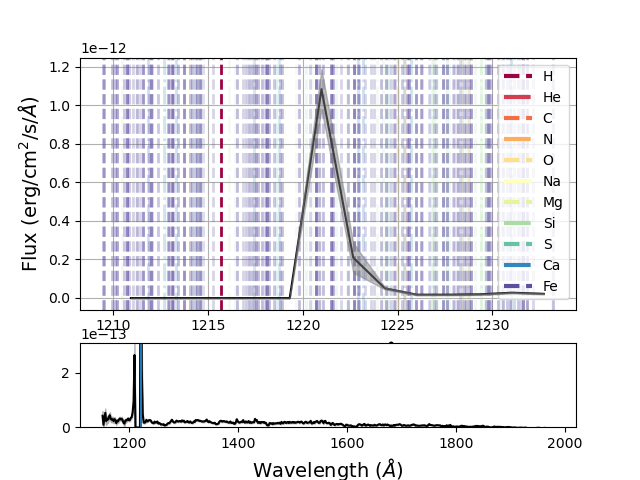 1e−12
Flux (erg/cm²/s/Å)
1.2
1.0
0.8
0.6
0.4
0.2
0.0
1210 1215 1220 1225 1230
H
He
C
N
O
Na
Mg
Si
S
Ca
Fe
1e−13
2
0
1200 1400 1600 1800 2000
Wavelength (Å)